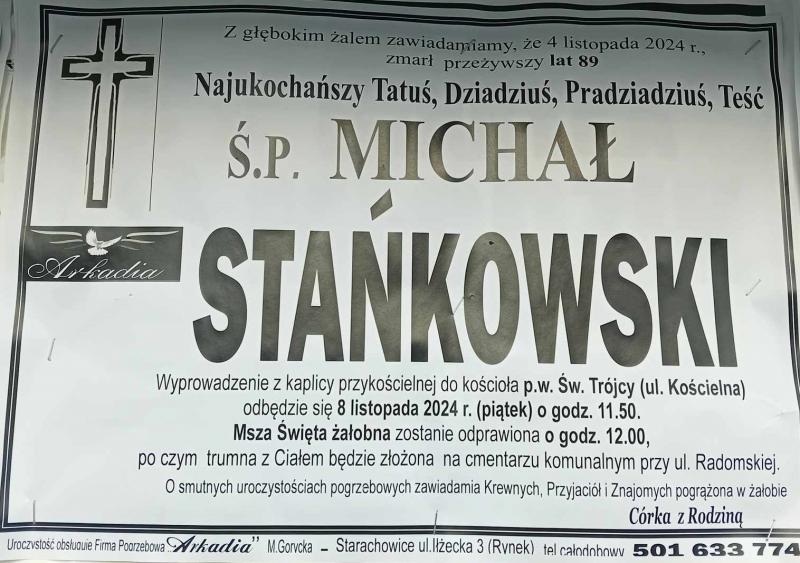 Z głębokim żalem zawiadamiamy, że 4 listopada 2024 r.,
zmarł przeżywszy lat 89
Najukochańszy Tatuś, Dziadziuś, Pradziadziuś, Teść
Ś.P. MICHAŁ
STAŃKOWSKI
Arkadia
Wyprowadzenie z kaplicy przykościelnej do kościoła p.w. Św. Trójcy (ul. Kościelna)
odbędzie się 8 listopada 2024 r. (piątek) o godz. 11.50.
Msza Święta żałobna zostanie odprawiona o godz. 12.00,
po czym trumna z Ciałem będzie złożona na cmentarzu komunalnym przy ul. Radomskiej.
O smutnych uroczystościach pogrzebowych zawiadamia Krewnych, Przyjaciół i Znajomych pogrążona w żałobie
Córka z Rodziną
Uroczystość obsługuje Firma Pogrzebowa "Arkadia" M.Gorycka – Starachowice ul.Iłżecka 3 (Rynek) tel całodobowy 501 633 774